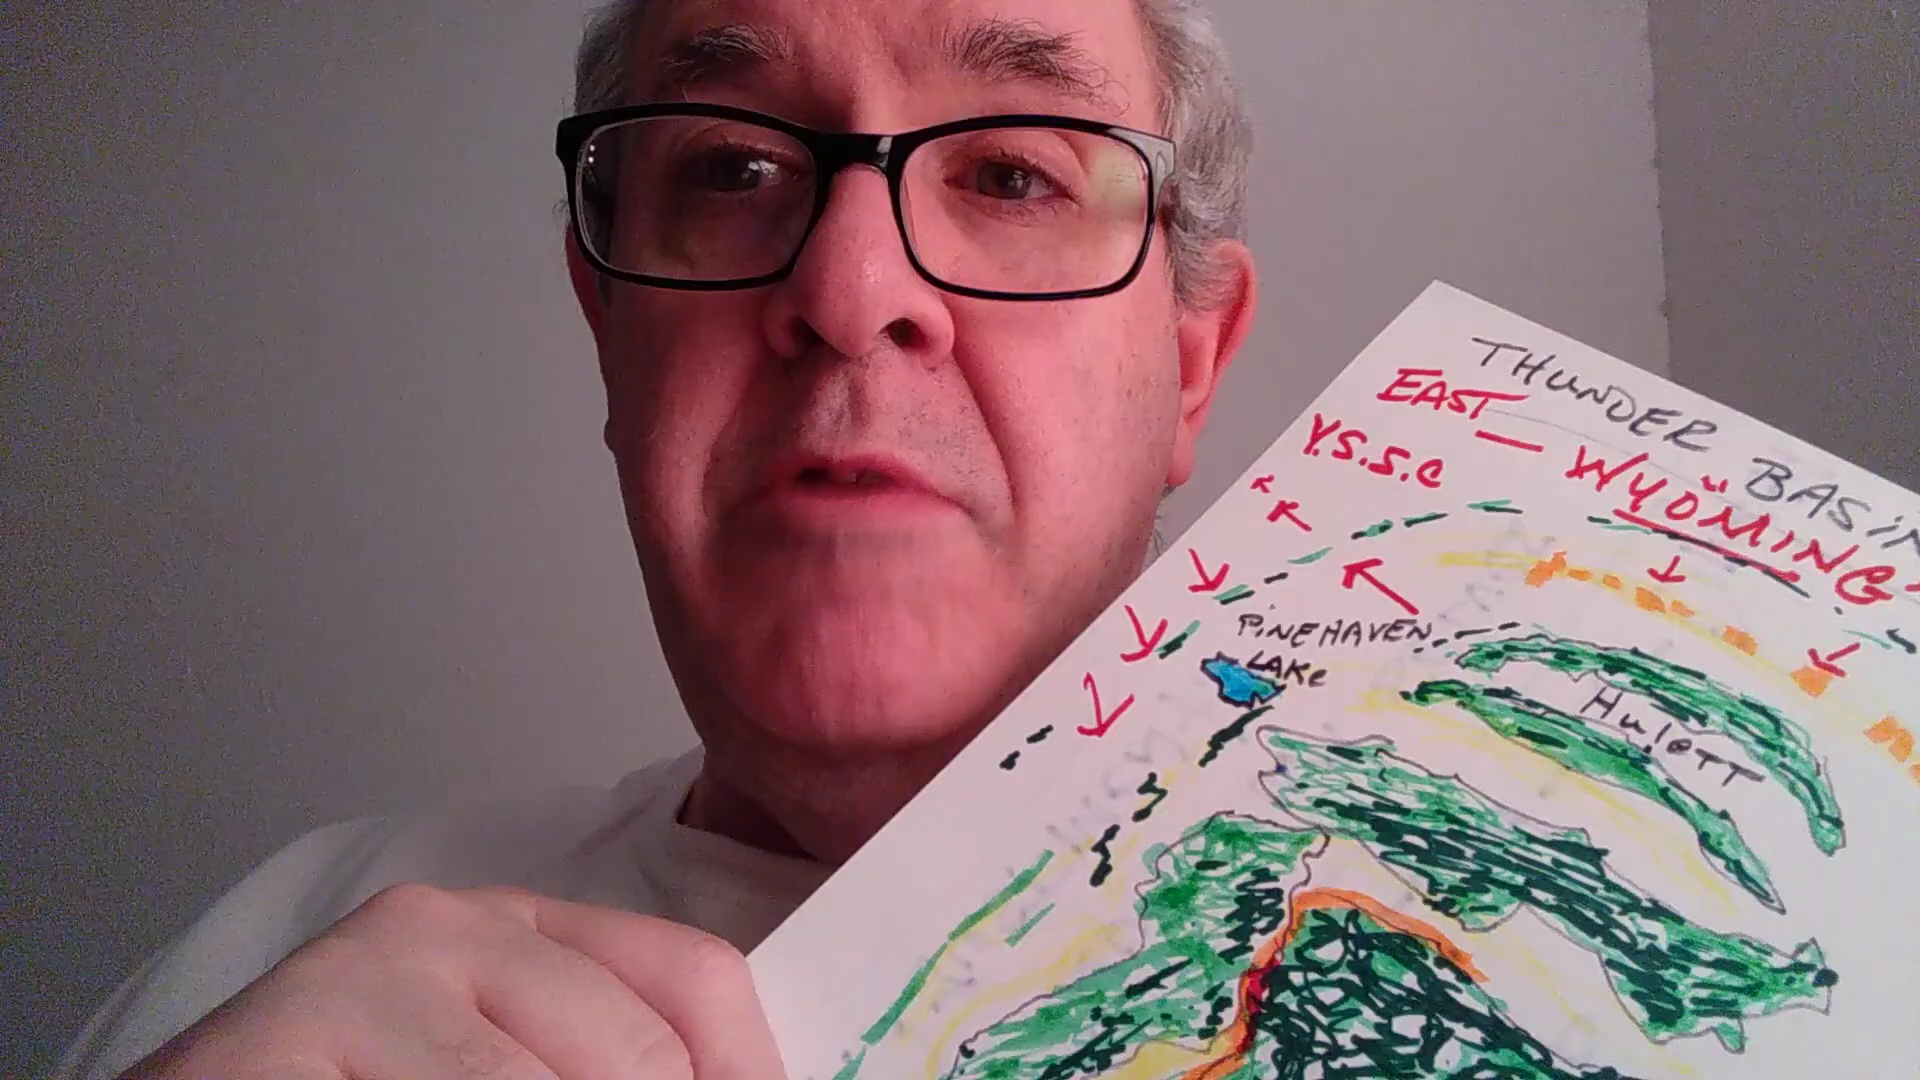 THUNDER BASIN
EAST - WYOMING
Y.S.S.C
PINEHAVEN
LAKE
Hulett